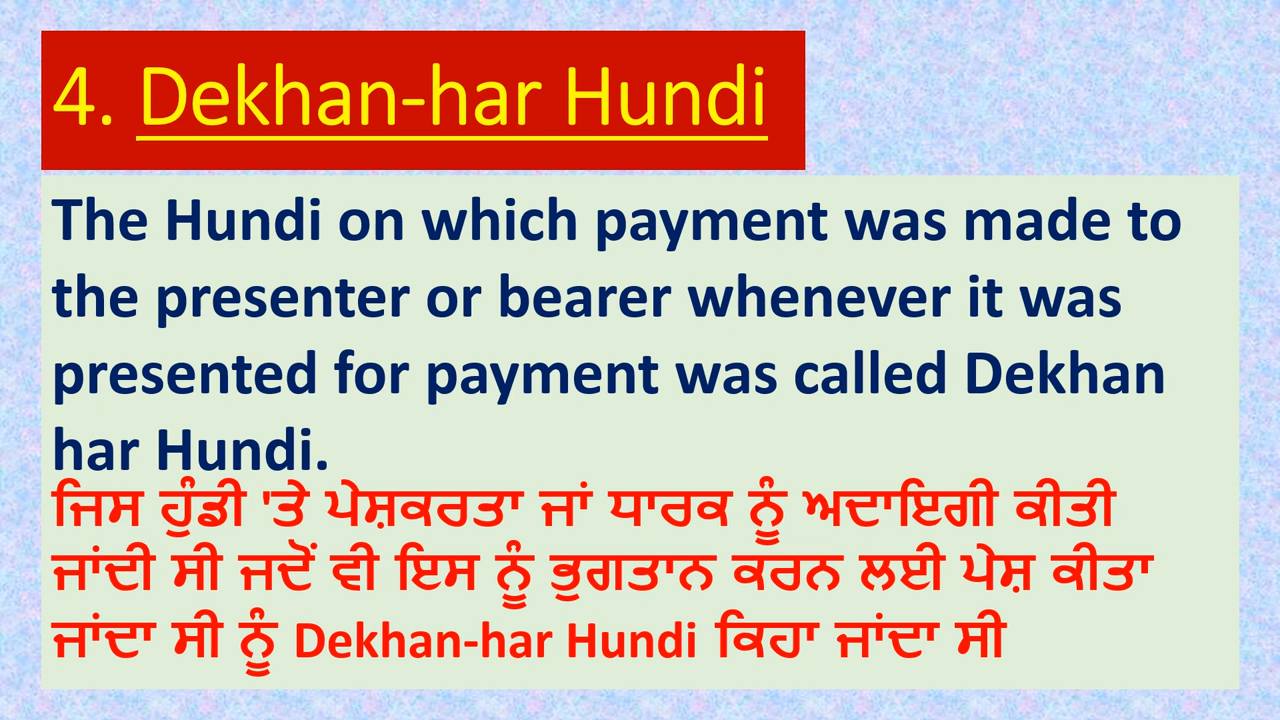 4. Dekhan-har Hundi
The Hundi on which payment was made to
the presenter or bearer whenever it was
presented for payment was called Dekhan
har Hundi.
ਜਿਸ ਹੁੰਡੀ 'ਤੇ ਪੇਸ਼ਕਰਤਾ ਜਾਂ ਧਾਰਕ ਨੂੰ ਅਦਾਇਗੀ ਕੀਤੀ
ਜਾਂਦੀ ਸੀ ਜਦੋਂ ਵੀ ਇਸ ਨੂੰ ਭੁਗਤਾਨ ਕਰਨ ਲਈ ਪੇਸ਼ ਕੀਤਾ
ਜਾਂਦਾ ਸੀ ਨੂੰ Dekhan-har Hundi ਕਿਹਾ ਜਾਂਦਾ ਸੀ